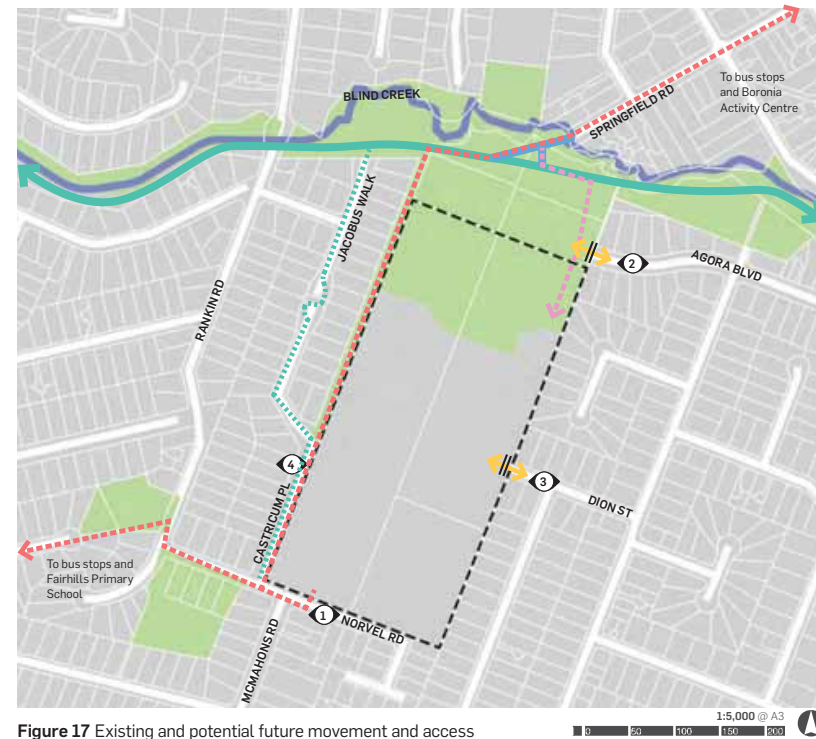 BLIND CREEK
SPRINGFIELD RD
To bus stops
and Boronia
Activity Centre
JACOBUS WALK
2
AGORA BLVD
RANKIN RD
4
3
DION ST
CASTRICUM PL
To bus stops and
Fairhills Primary
School
1
NORVEL RD
MCMAHONS RD
1:5,000 @ A3
Figure 17 Existing and potential future movement and access
0 50 100 150 200